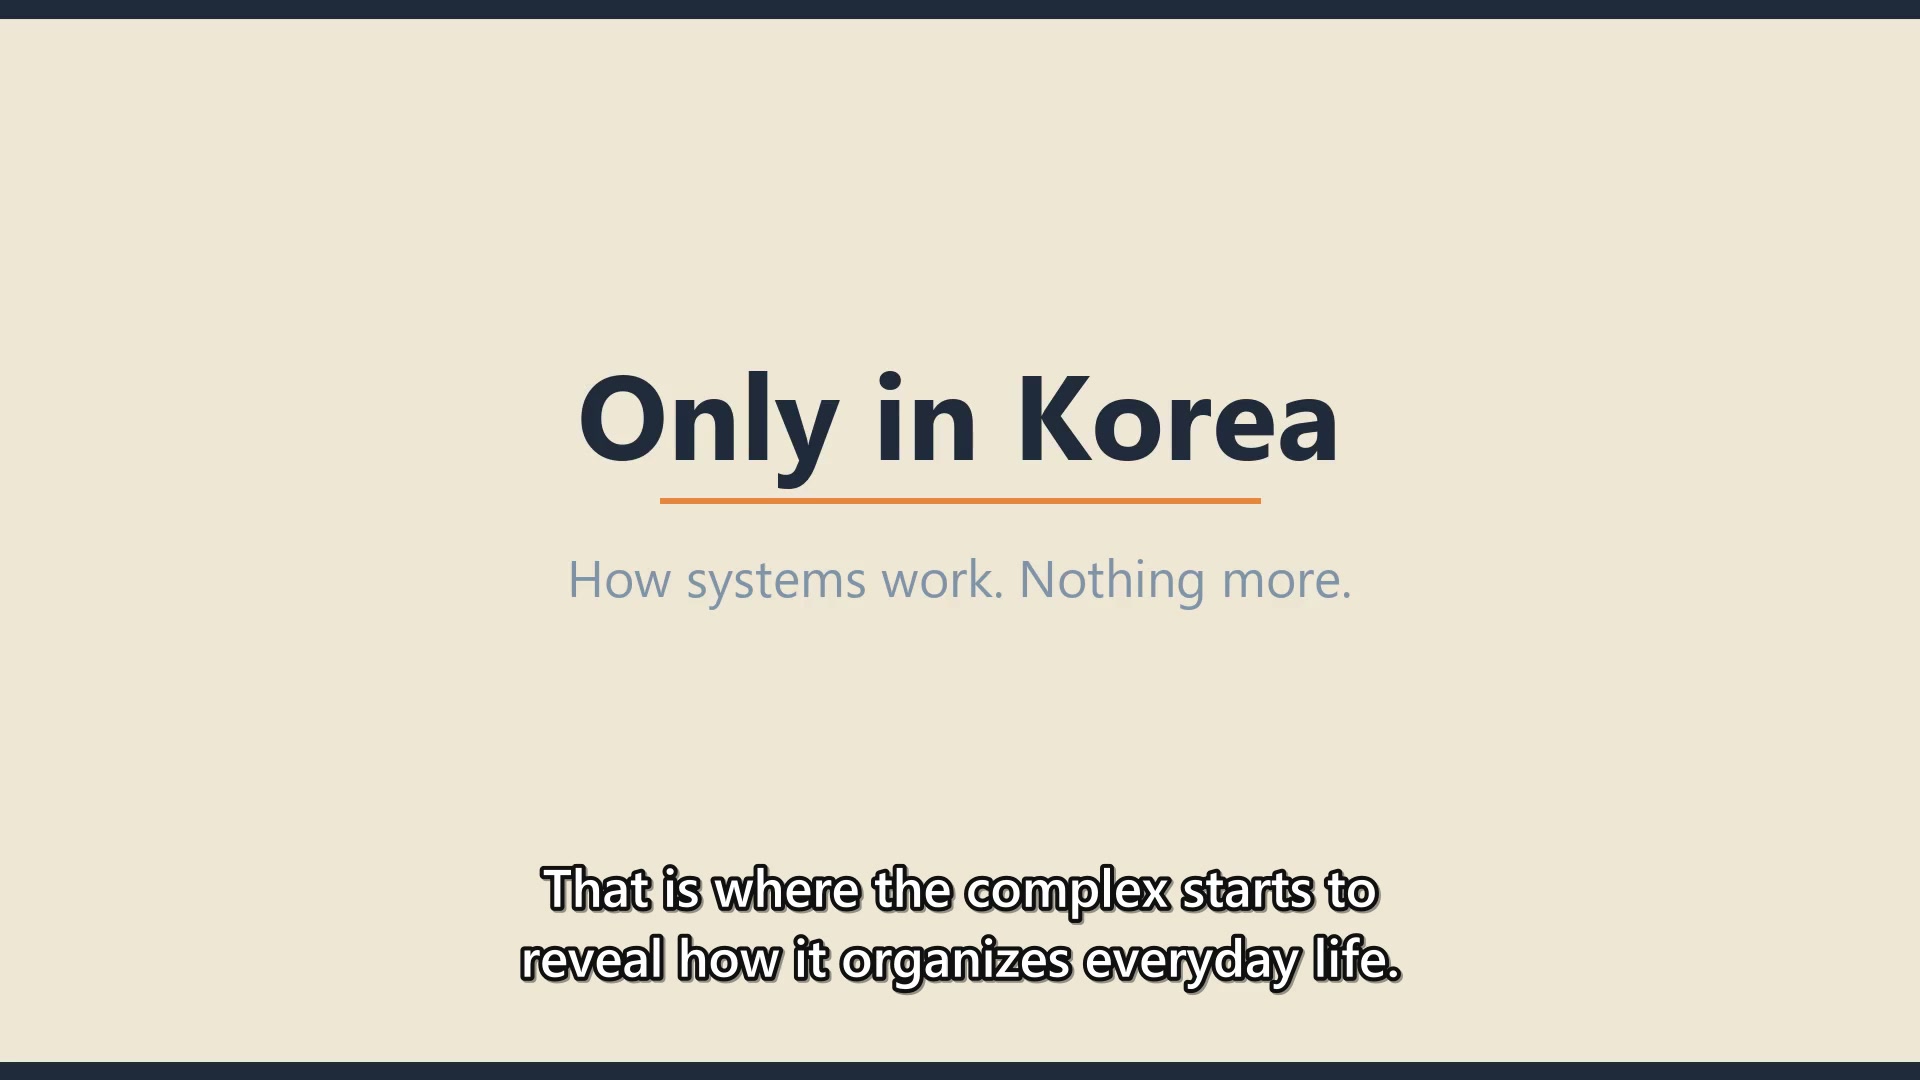 Only in Korea
How systems work. Nothing more.
That is where the complex starts to
reveal how it organizes everyday life.